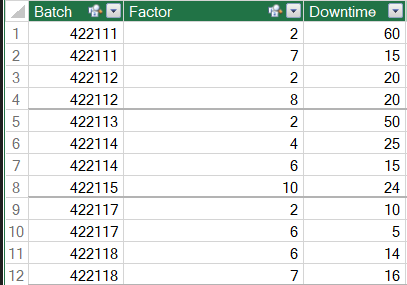 Batch Factor Downtime
1 422111 2 60
2 422111 7 15
3 422112 2 20
4 422112 8 20
5 422113 2 50
6 422114 4 25
7 422114 6 15
8 422115 10 24
9 422117 2 10
10 422117 6 5
11 422118 6 14
12 422118 7 16